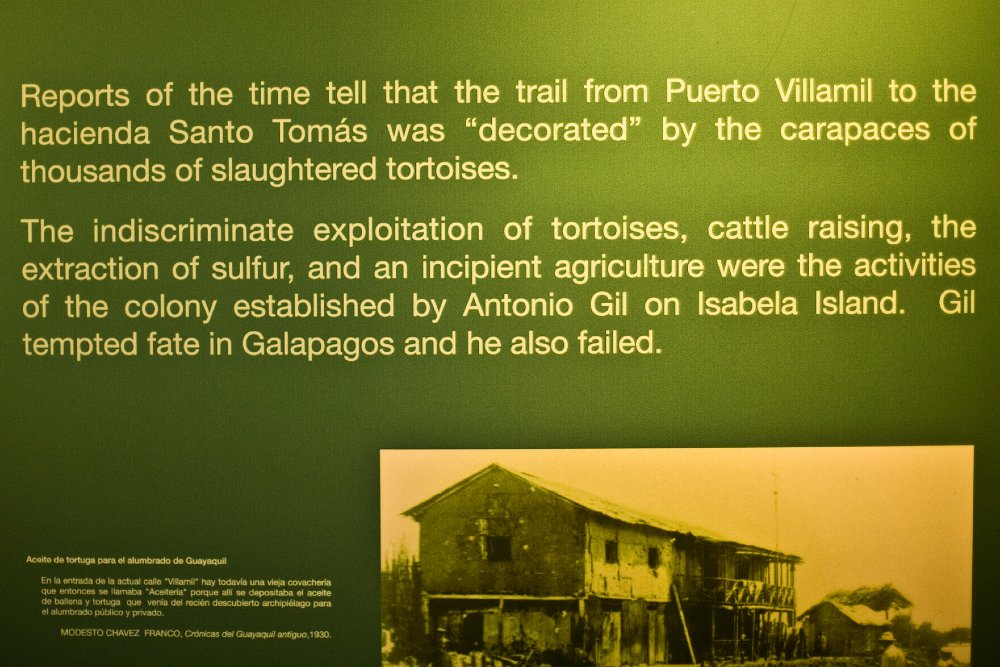 Reports of the time tell that the trail from Puerto Villamil to the
hacienda Santo Tomás was “decorated” by the carapaces of
thousands of slaughtered tortoises.
The indiscriminate exploitation of tortoises, cattle raising, the
extraction of sulfur, and an incipient agriculture were the activities
of the colony established by Antonio Gil on Isabela Island. Gil
tempted fate in Galapagos and he also failed.
Aceite de tortuga para el alumbrado de Guayaquil
En la entrada de la actual calle "Villamil" hay todavía una vieja covachería
que entonces se llamaba "Aceitería" porque allí se depositaba el aceite
de ballena y tortuga que venía del recién descubierto archipiélago para
el alumbrado público y privado.
MODESTO CHAVEZ FRANCO, Crónicas del Guayaquil antiguo,1930.